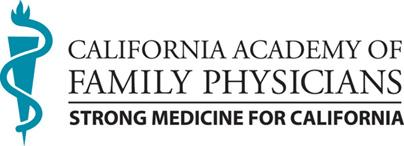 CALIFORNIA ACADEMY OF
FAMILY PHYSICIANS
STRONG MEDICINE FOR CALIFORNIA